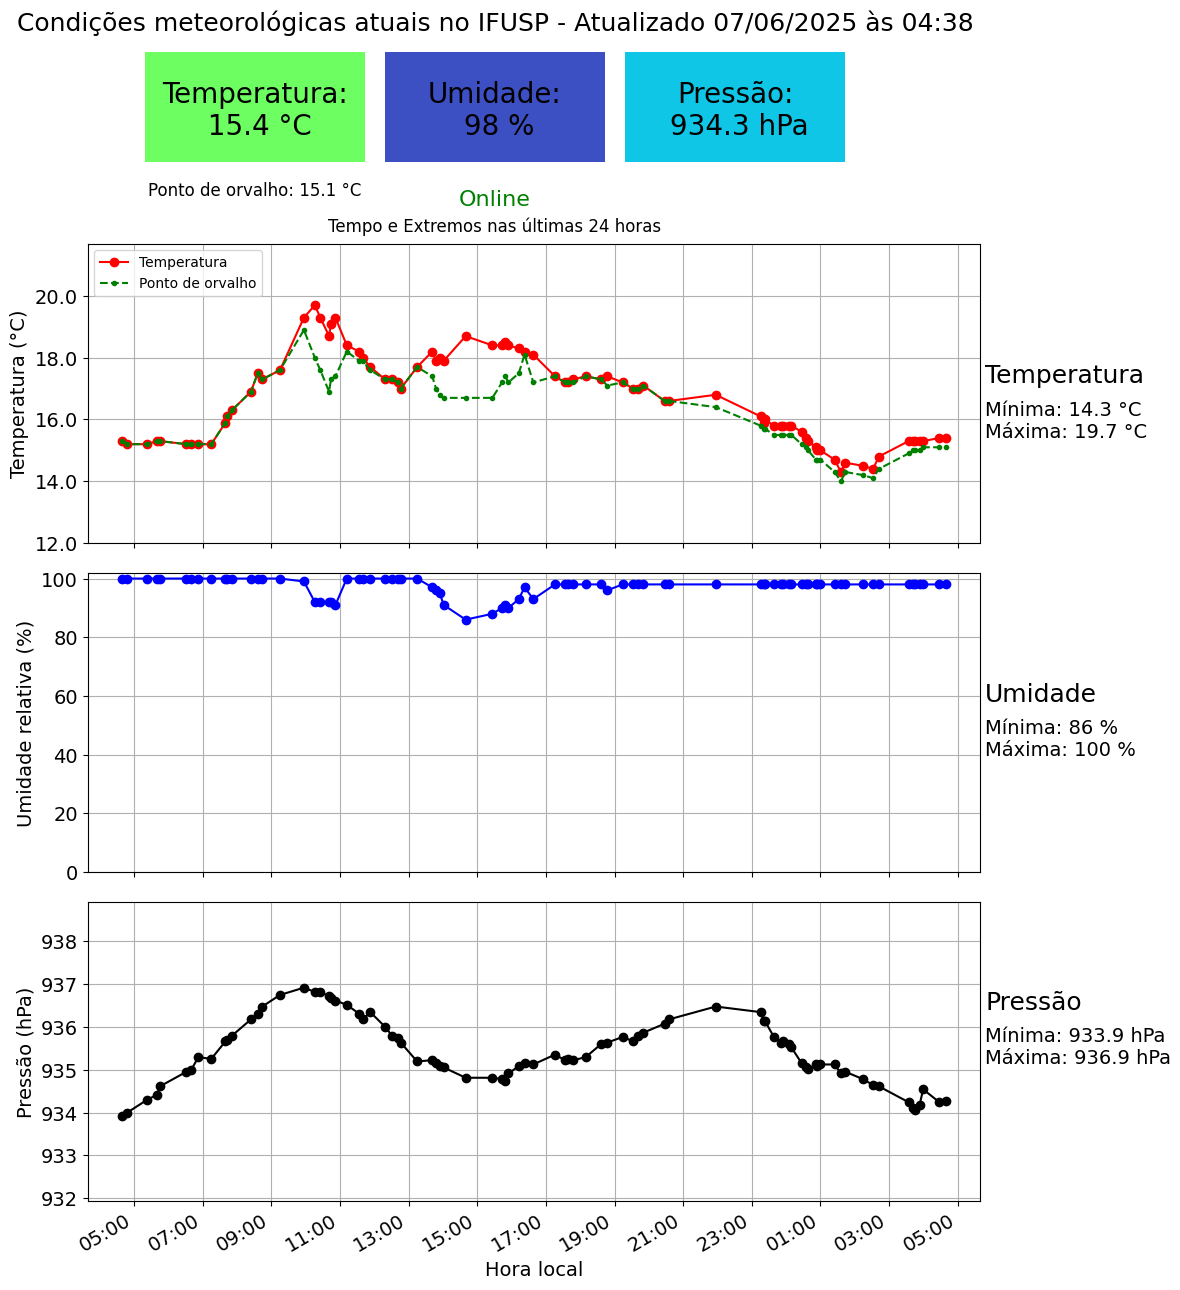 Condições meteorológicas atuais no IFUSP - Atualizado 07/06/2025 às 04:38
Temperatura:
15.4 °C
Umidade:
98 %
Pressão:
934.3 hPa
Ponto de orvalho: 15.1 °C
Online
Tempo e Extremos nas últimas 24 horas
Temperatura
Ponto de orvalho
Temperatura (°C)
20.0
18.0
16.0
14.0
12.0
Temperatura
Mínima: 14.3 °C
Máxima: 19.7 °C
Umidade relativa (%)
100
80
60
40
20
0
Umidade
Mínima: 86 %
Máxima: 100 %
Pressão (hPa)
938
937
936
935
934
933
932
Pressão
Mínima: 933.9 hPa
Máxima: 936.9 hPa
05:00
07:00
09:00
11:00
13:00
15:00
17:00
19:00
21:00
23:00
01:00
03:00
05:00
Hora local